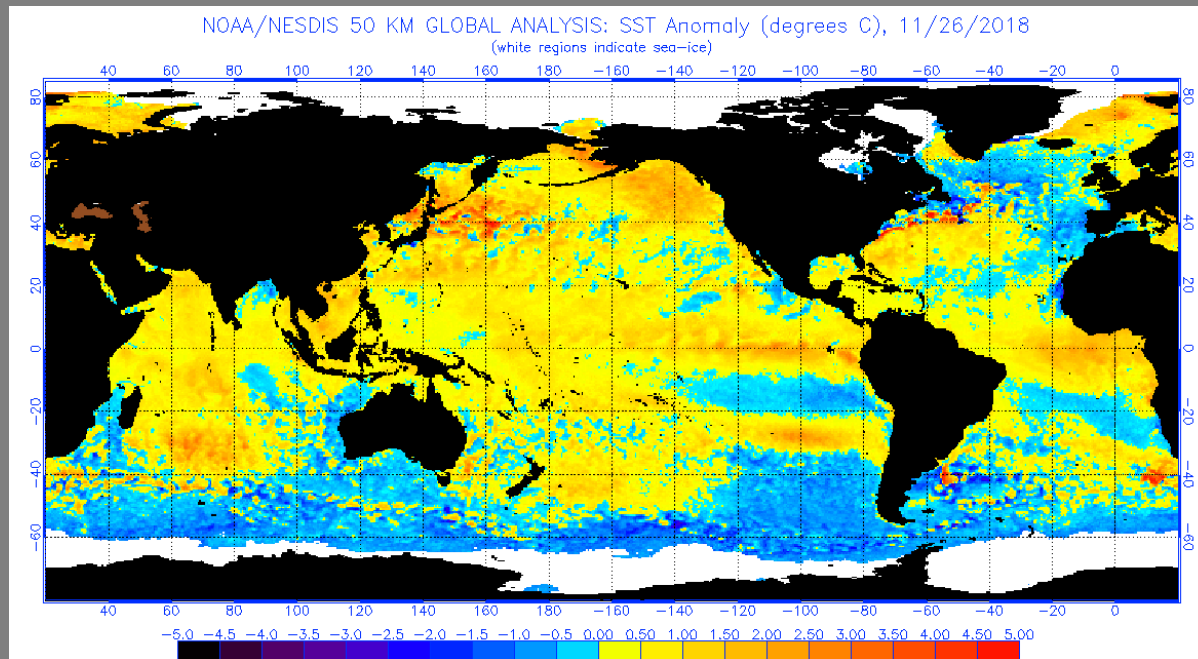 NOAA/NESDIS 50 KM GLOBAL ANALYSIS: SST Anomaly (degrees C), 11/26/2018
(white regions indicate sea-ice)
40 60 80 100 120 140 160 180 -160 -140 -120 -100 -80 -60 -40 -20 0
80 80
60 60
40 40
20 20
0 0
-20 -20
-40 -40
-60 -60
40 60 80 100 120 140 160 180 -160 -140 -120 -100 -80 -60 -40 -20 0
-5.0 -4.5 -4.0 -3.5 -3.0 -2.5 -2.0 -1.5 -1.0 -0.5 0.00 0.50 1.00 1.50 2.00 2.50 3.00 3.50 4.00 4.50 5.00